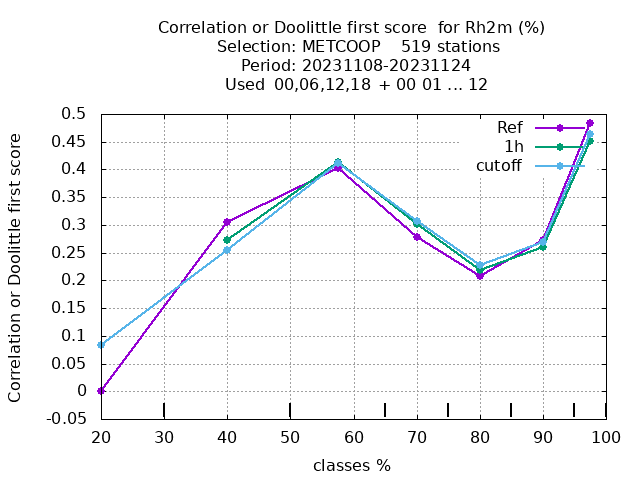 Correlation or Doolittle first score  for Rh2m (%)
Selection: METCOOP    519 stations
Period: 20231108-20231124
Used  00,06,12,18 + 00 01 ... 12
Correlation or Doolittle first score
0.5
0.45
0.4
0.35
0.3
0.25
0.2
0.15
0.1
0.05
0
-0.05
Ref
1h
cutoff
20 30 40 50 60 70 80 90 100
classes %